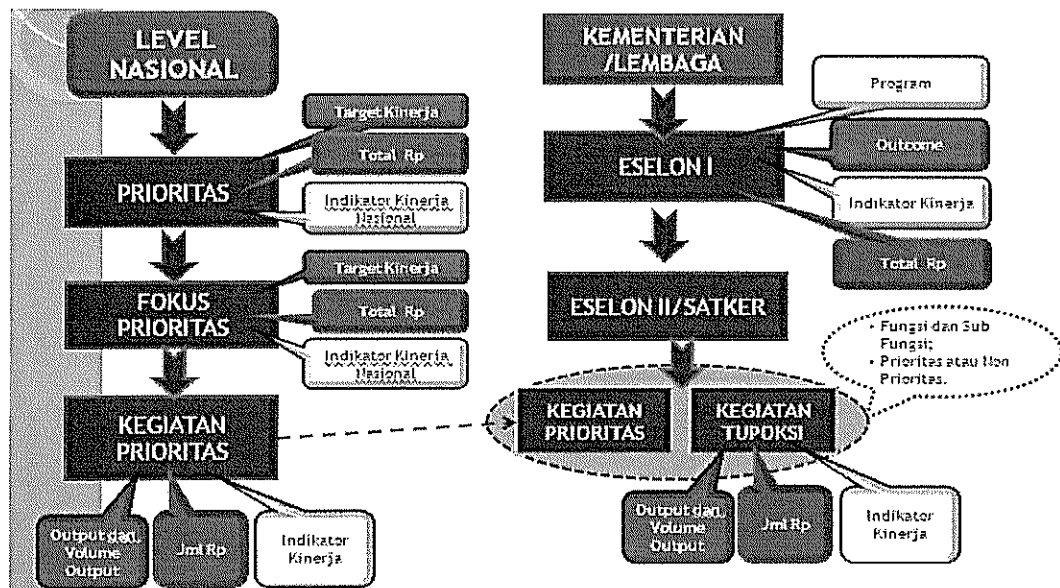 LEVEL
NASIONAL
Target Kinerja
Total Rp
PRIORITAS
Indikator Kinerja
Nasional
Target Kinerja
FOKUS
PRIORITAS
Total Rp
Indikator Kinerja
Nasional
KEGIATAN
PRIORITAS
Output dan
Volume
Output
Jml Rp
Indikator
Kinerja
KEMENTERIAN
/LEMBAGA
Program
Outcome
ESELON I
Indikator Kinerja
Total Rp
ESELON II/SATKER
• Fungsi dan Sub
Fungsi;
• Prioritas atau Non
Prioritas.
KEGIATAN
PRIORITAS
KEGIATAN
TUPOKSI
Output dan
Volume
Output
Jml Rp
Indikator
Kinerja